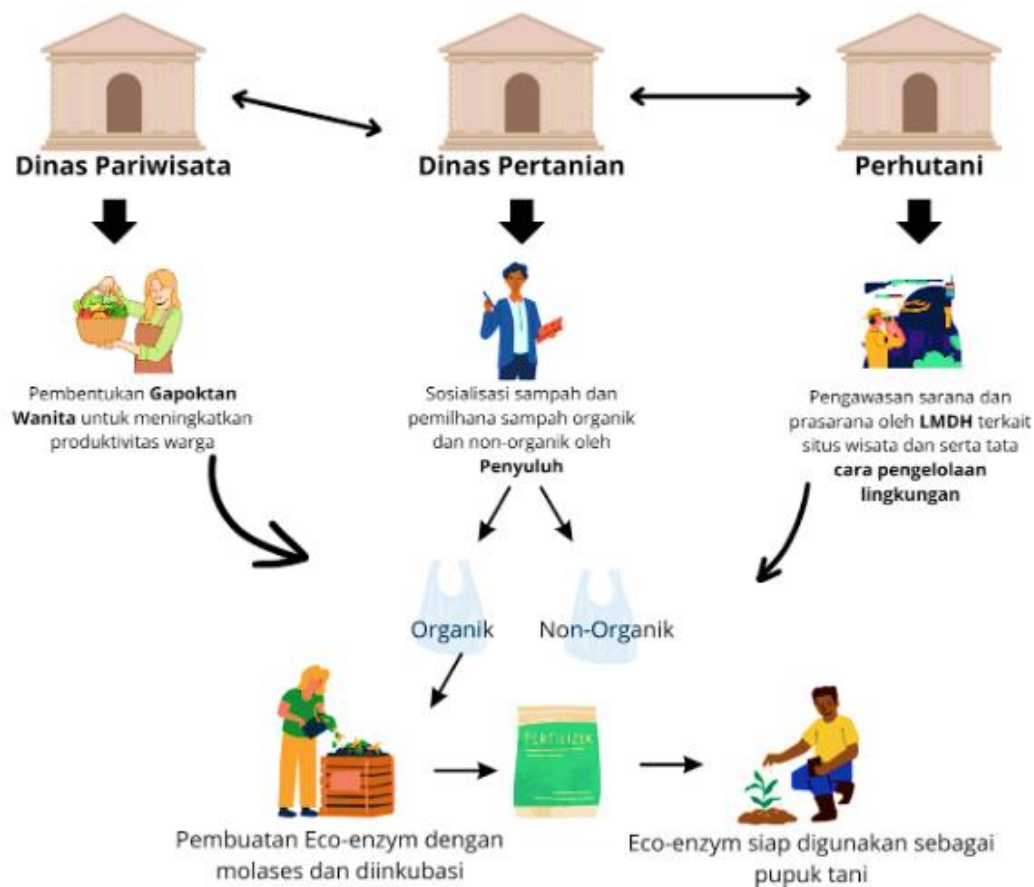 Dinas Pariwisata
Dinas Pertanian
Perhutani
Pembentukan Gapoktan
Wanita untuk meningkatkan
produktivitas warga
Sosialisasi sampah dan
pemilhana sampah organik
dan non-organik oleh
Penyuluh
Pengawasan sarana dan
prasarana oleh LMDH terkait
situs wisata dan serta tata
cara pengelolaan
lingkungan
Organik
Non-Organik
FERTILIZER
Pembuatan Eco-enzym dengan
molases dan diinkubasi
Eco-enzym siap digunakan sebagai
pupuk tani